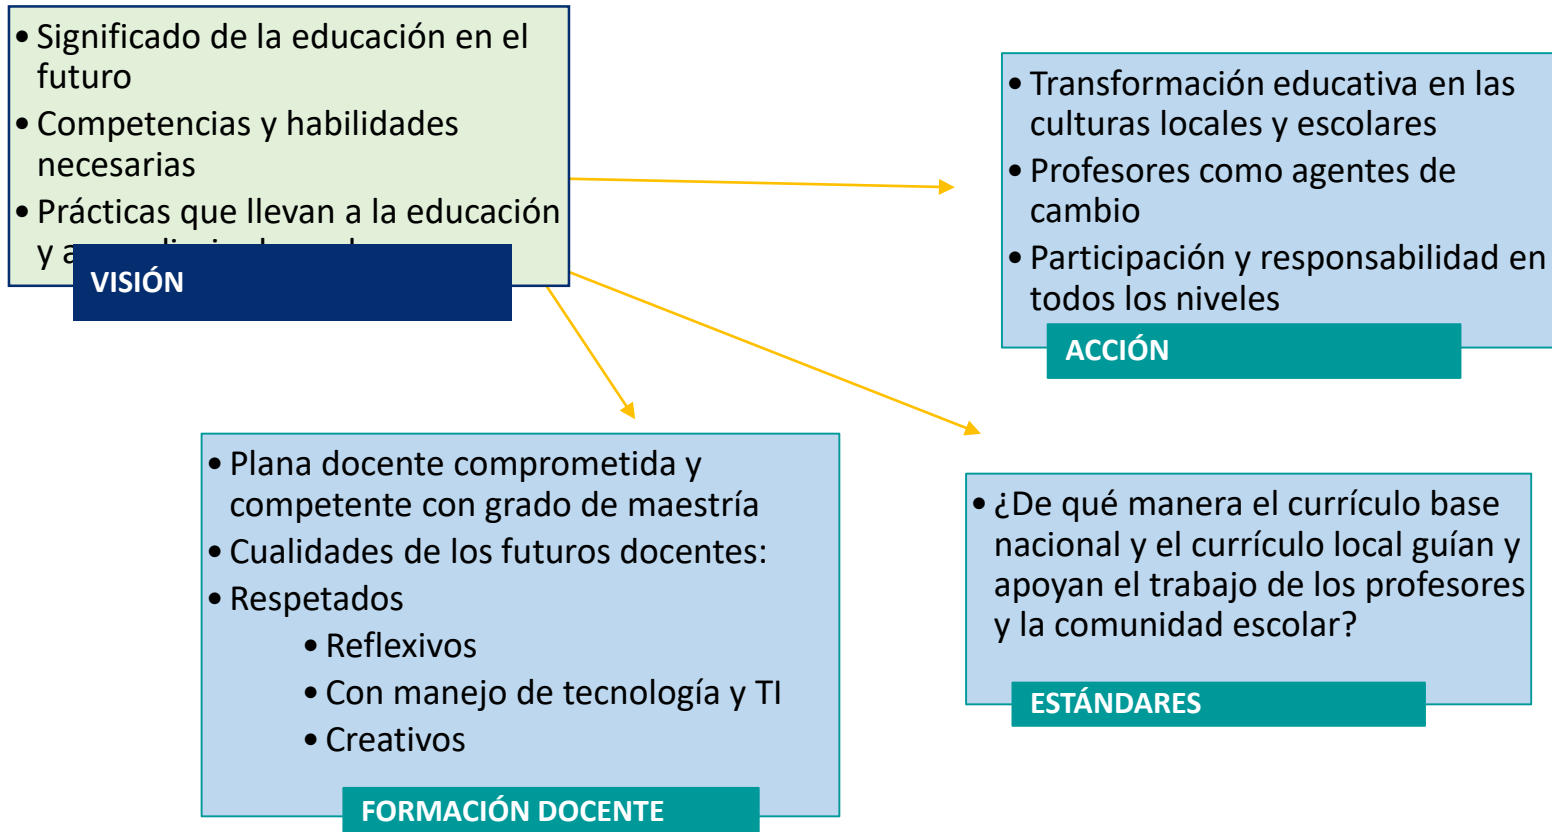 • Significado de la educación en el
futuro
• Competencias y habilidades
necesarias
• Prácticas que llevan a la educación
y
VISIÓN
• Transformación educativa en las
culturas locales y escolares
• Profesores como agentes de
cambio
• Participación y responsabilidad en
todos los niveles
ACCIÓN
• Plana docente comprometida y
competente con grado de maestría
• Cualidades de los futuros docentes:
• Respetados
• Reflexivos
• Con manejo de tecnología y TI
• Creativos
FORMACIÓN DOCENTE
• ¿De qué manera el currículo base
nacional y el currículo local guían y
apoyan el trabajo de los profesores
y la comunidad escolar?
ESTÁNDARES